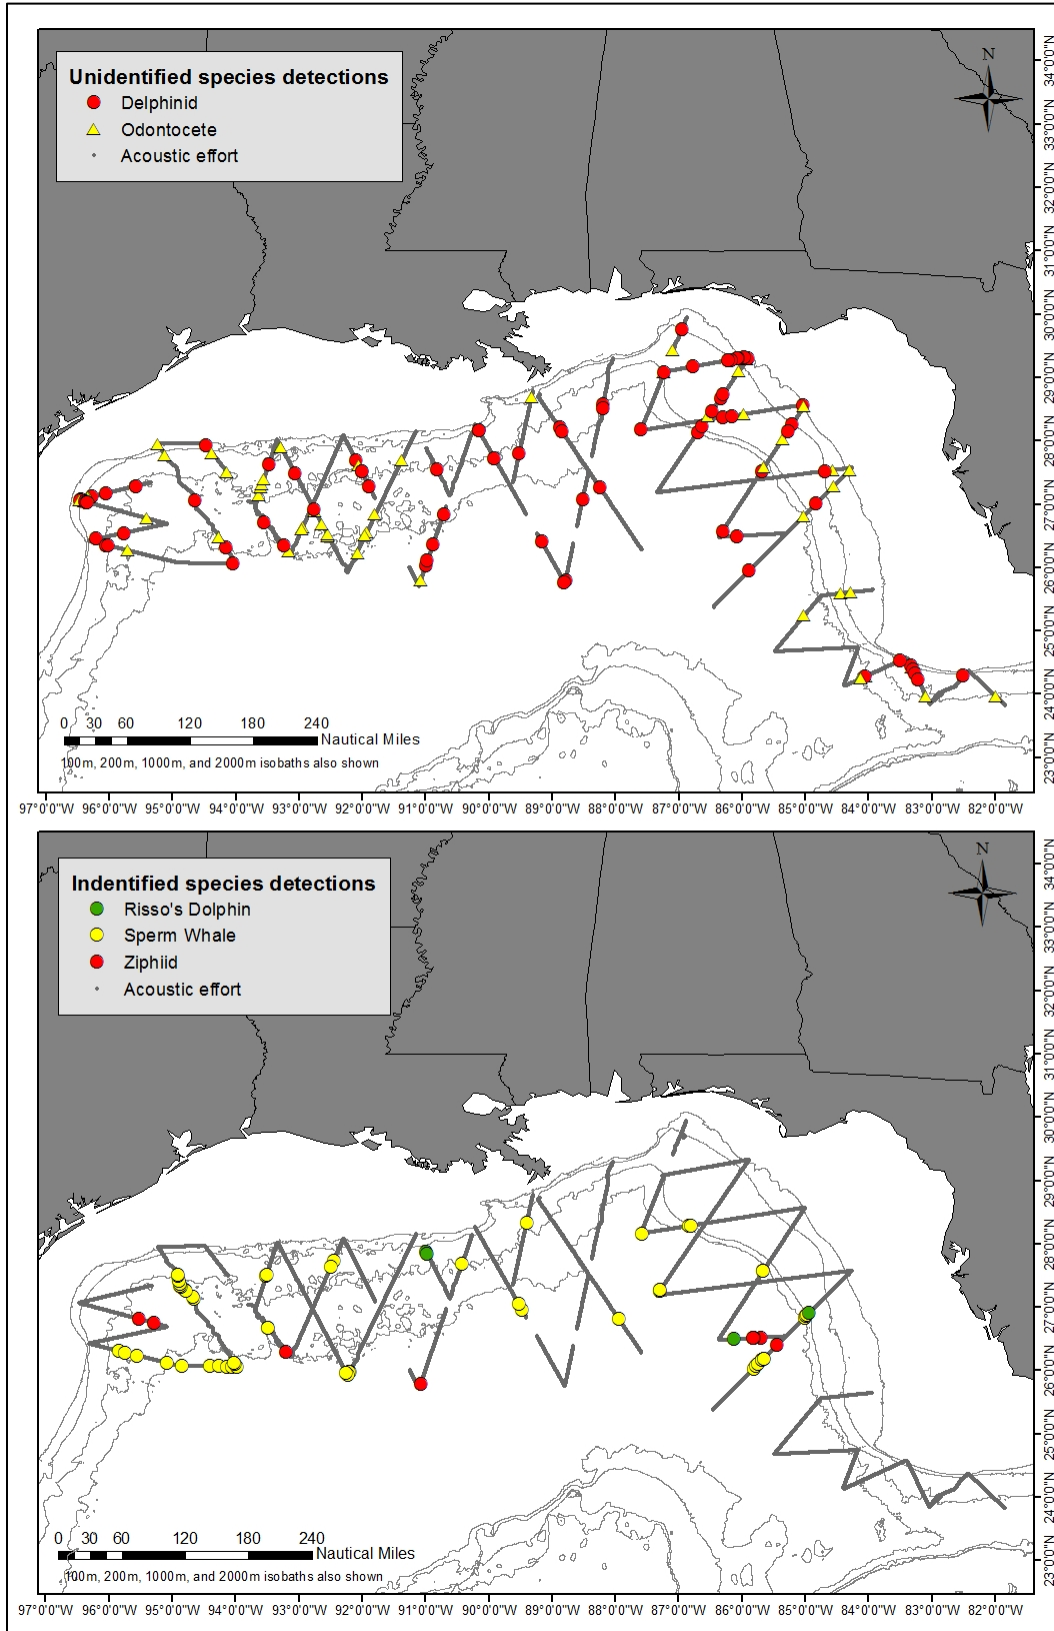 Unidentified species detections
Delphinid
Odontocete
Acoustic effort
N
34°0'0"N
33°0'0"N
32°0'0"N
31°0'0"N
30°0'0"N
29°0'0"N
28°0'0"N
27°0'0"N
26°0'0"N
25°0'0"N
24°0'0"N
23°0'0"N
0 30 60 120 180 240
Nautical Miles
100m, 200m, 1000m, and 2000m isobaths also shown
97°0'0"W 96°0'0"W 95°0'0"W 94°0'0"W 93°0'0"W 92°0'0"W 91°0'0"W 90°0'0"W 89°0'0"W 88°0'0"W 87°0'0"W 86°0'0"W 85°0'0"W 84°0'0"W 83°0'0"W 82°0'0"W
Indentified species detections
Risso's Dolphin
Sperm Whale
Ziphiid
Acoustic effort
N
34°0'0"N
33°0'0"N
32°0'0"N
31°0'0"N
30°0'0"N
29°0'0"N
28°0'0"N
27°0'0"N
26°0'0"N
25°0'0"N
24°0'0"N
23°0'0"N
0 30 60 120 180 240
Nautical Miles
100m, 200m, 1000m, and 2000m isobaths also shown
97°0'0"W 96°0'0"W 95°0'0"W 94°0'0"W 93°0'0"W 92°0'0"W 91°0'0"W 90°0'0"W 89°0'0"W 88°0'0"W 87°0'0"W 86°0'0"W 85°0'0"W 84°0'0"W 83°0'0"W 82°0'0"W